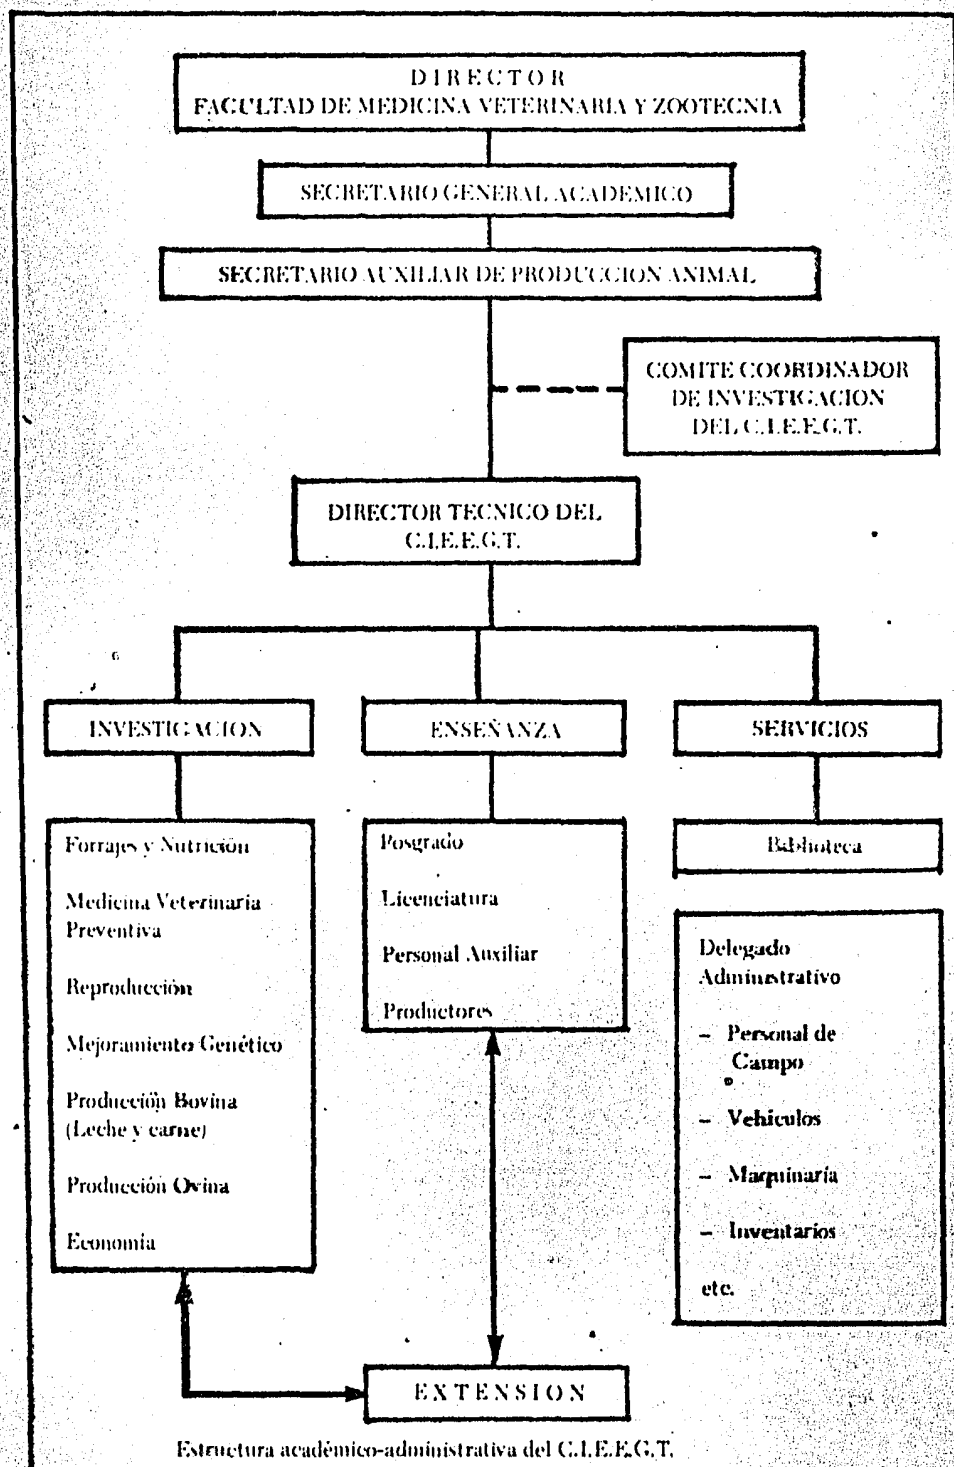 DIRECTOR
FACULTAD DE MEDICINA VETERINARIA Y ZOOTECNIA
SECRETARIO GENERAL ACADEMICO
SECRETARIO AUXILIAR DE PRODUCCION ANIMAL
COMITE COORDINADOR
DE INVESTIGACION
DEL C.I.E.E.G.T.
DIRECTOR TECNICO DEL
C.I.E.E.G.T.
INVESTIGACION
ENSEÑANZA
SERVICIOS
Forrajes y Nutrición
Medicina Veterinaria
Preventiva
Reproducción
Mejoramiento Genético
Producción Bovina
(Leche y carne)
Producción Ovina
Economía
Posgrado
Licenciatura
Personal Auxiliar
Productores
Biblioteca
Delegado
Administrativo
– Personal de
Campo
– Vehículos
– Maquinaría
– Inventarios
etc.
EXTENSION
Estructura académico-administrativa del C.I.E.E.G.T.